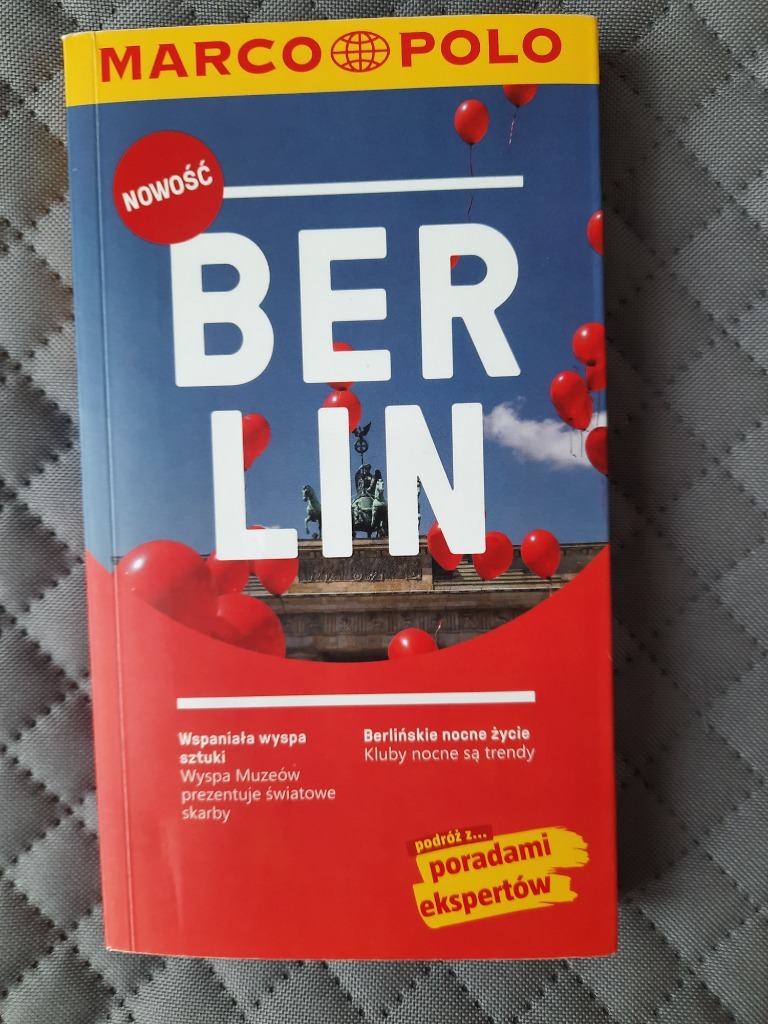 MARCO POLO
NOWOŚĆ
BER
LIN
Wspaniała wyspa
sztuki
Wyspa Muzeów
prezentuje światowe
skarby
Berlińskie nocne życie
Kluby nocne są trendy
podróż z...
poradami
ekspertów